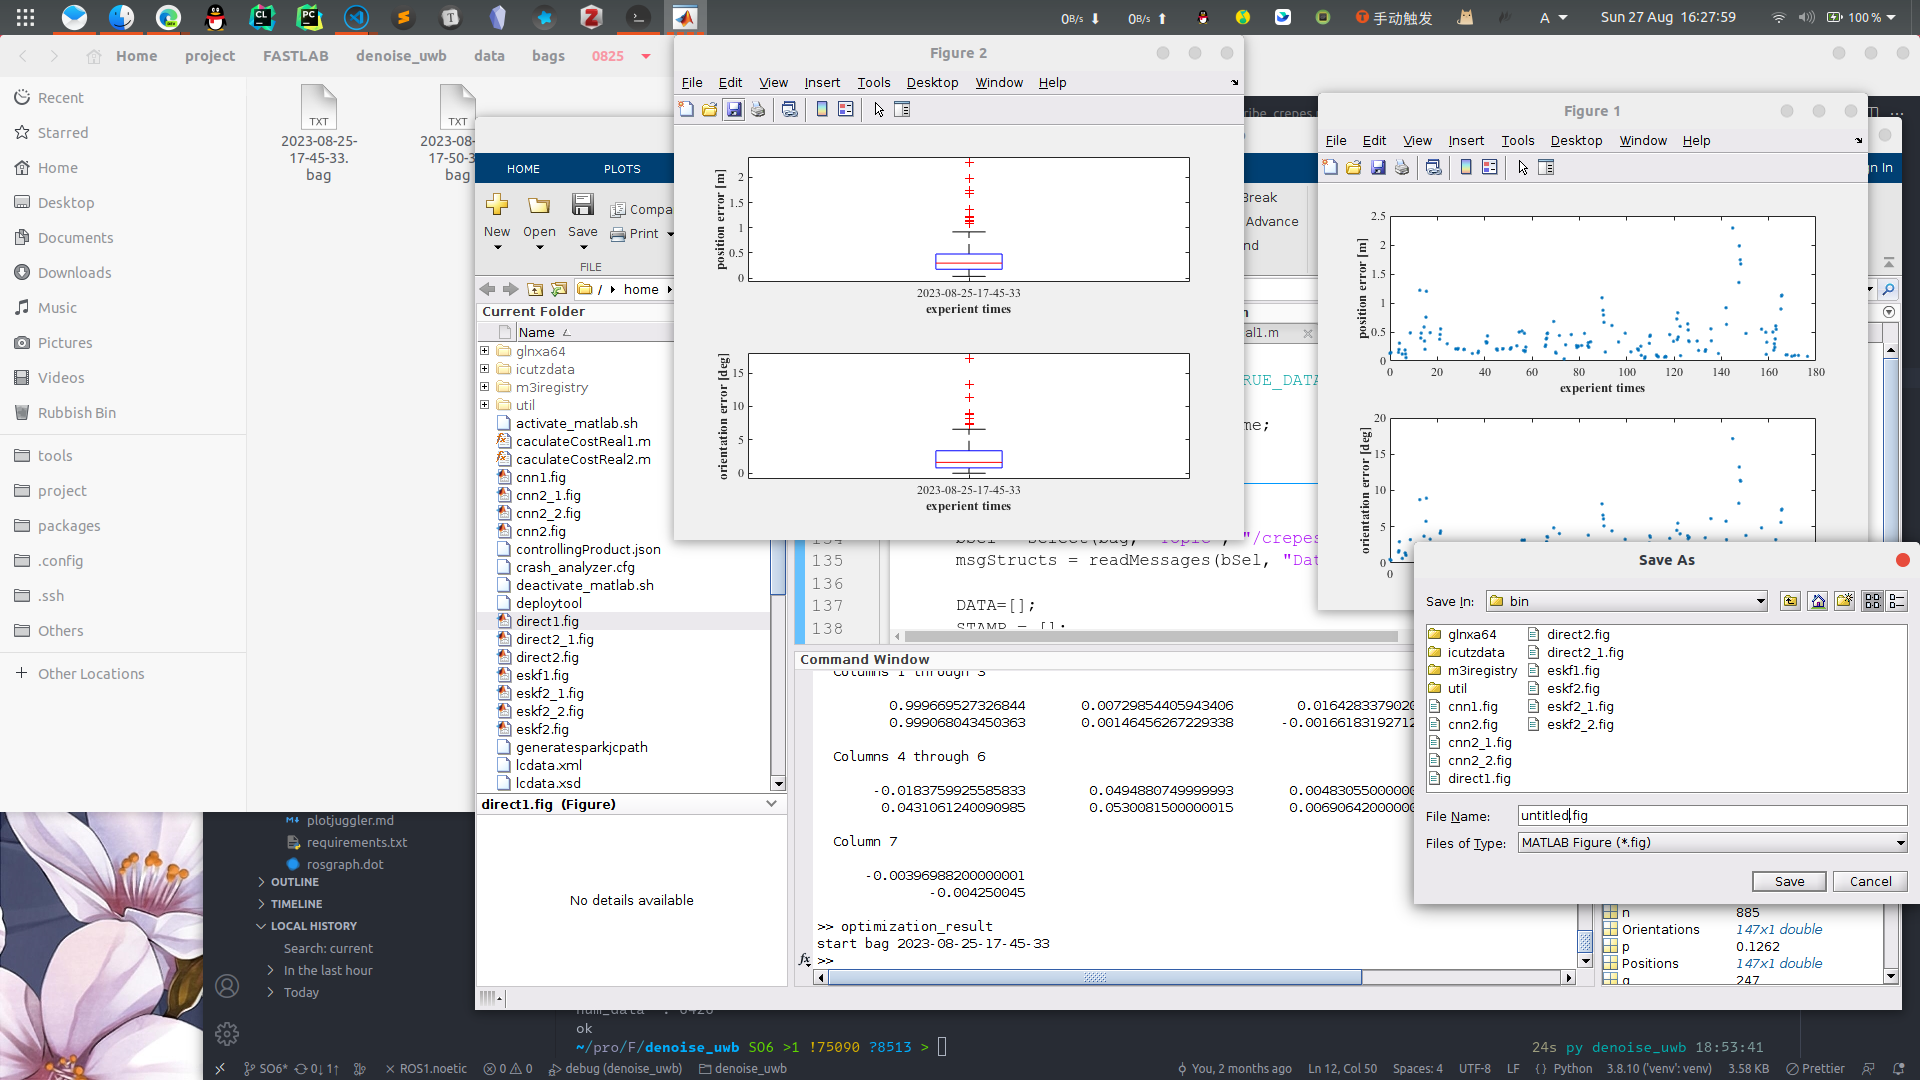 0B/s 0B/s 手动触发 A Sun 27 Aug 16:27:59 100 %
Home project FASTLAB denoise_uwb data bags 0825
Recent
Starred
Home
Desktop
Documents
Downloads
Music
Pictures
Videos
Rubbish Bin
tools
project
packages
.config
.ssh
Others
Other Locations
TXT
2023-08-25-
17-45-33.
bag
TXT
2023-08-
bag
plotjuggler.md
requirements.txt
rosgraph.dot
OUTLINE
TIMELINE
LOCAL HISTORY
Search: current
In the last hour
Today
HOME PLOTS
New Open Save Compa
Print
FILE
/ home
Current Folder
Name
glnxa64
icutzdata
m3iregistry
util
activate_matlab.sh
caculateCostReal1.m
caculateCostReal2.m
cnn1.fig
cnn2_1.fig
cnn2_2.fig
cnn2.fig
controllingProduct.json
crash_analyzer.cfg
deactivate_matlab.sh
deploytool
direct1.fig
direct2_1.fig
direct2.fig
eskf1.fig
eskf2_1.fig
eskf2_2.fig
eskf2.fig
generatesparkjcpath
lcdata.xml
lcdata.xsd
direct1.fig (Figure)
No details available
Figure 2
File Edit View Insert Tools Desktop Window Help
position error [m]
2
1.5
1
0.5
0
2023-08-25-17-45-33
experient times
orientation error [deg]
15
10
5
0
2023-08-25-17-45-33
experient times
Break
Advance
al1.m
RUE_DATA
me;
135 msgStructs = readMessages(bSel, "Dat
136
137 DATA=[];
138 STAMP = [];
Figure 1
File Edit View Insert Tools Desktop Window Help
position error [m]
2.5
2
1.5
1
0.5
0
0 20 40 60 80 100 120 140 160 180
experient times
orientation error [deg]
20
15
10
5
0
0
Command Window
Columns 1 through 3
0.999669527326844 0.00729854405943406 0.0164283379020
0.999068043450363 0.00146456267229338 -0.0016618319271​2
Columns 4 through 6
-0.0183759925585833 0.0494880749999993 0.00483055000000
0.0431061240090985 0.0530081500000015 0.00690642000000
Column 7
-0.00396988200000001
-0.004250045
>> optimization_result
start bag 2023-08-25-17-45-33
>>
fx
Save As
Save In: bin
glnxa64
icutzdata
m3iregistry
util
cnn1.fig
cnn2.fig
cnn2_1.fig
cnn2_2.fig
direct1.fig
direct2.fig
direct2_1.fig
eskf1.fig
eskf2.fig
eskf2_1.fig
eskf2_2.fig
File Name: untitled.fig
Files of Type: MATLAB Figure (*.fig)
Save Cancel
n 885
Orientations 147x1 double
p 0.1262
Positions 147x1 double
q 247
ok
~/pro/F/denoise_uwb SO6 >1 !75090 ?8513 >
24s py denoise_uwb 18:53:41
SO6* 0↓ 1↑ ROS1.noetic 0 0 debug (denoise_uwb) denoise_uwb
You, 2 months ago Ln 12, Col 50 Spaces: 4 UTF-8 LF Python 3.8.10 ('venv': venv) 3.58 KB Prettier